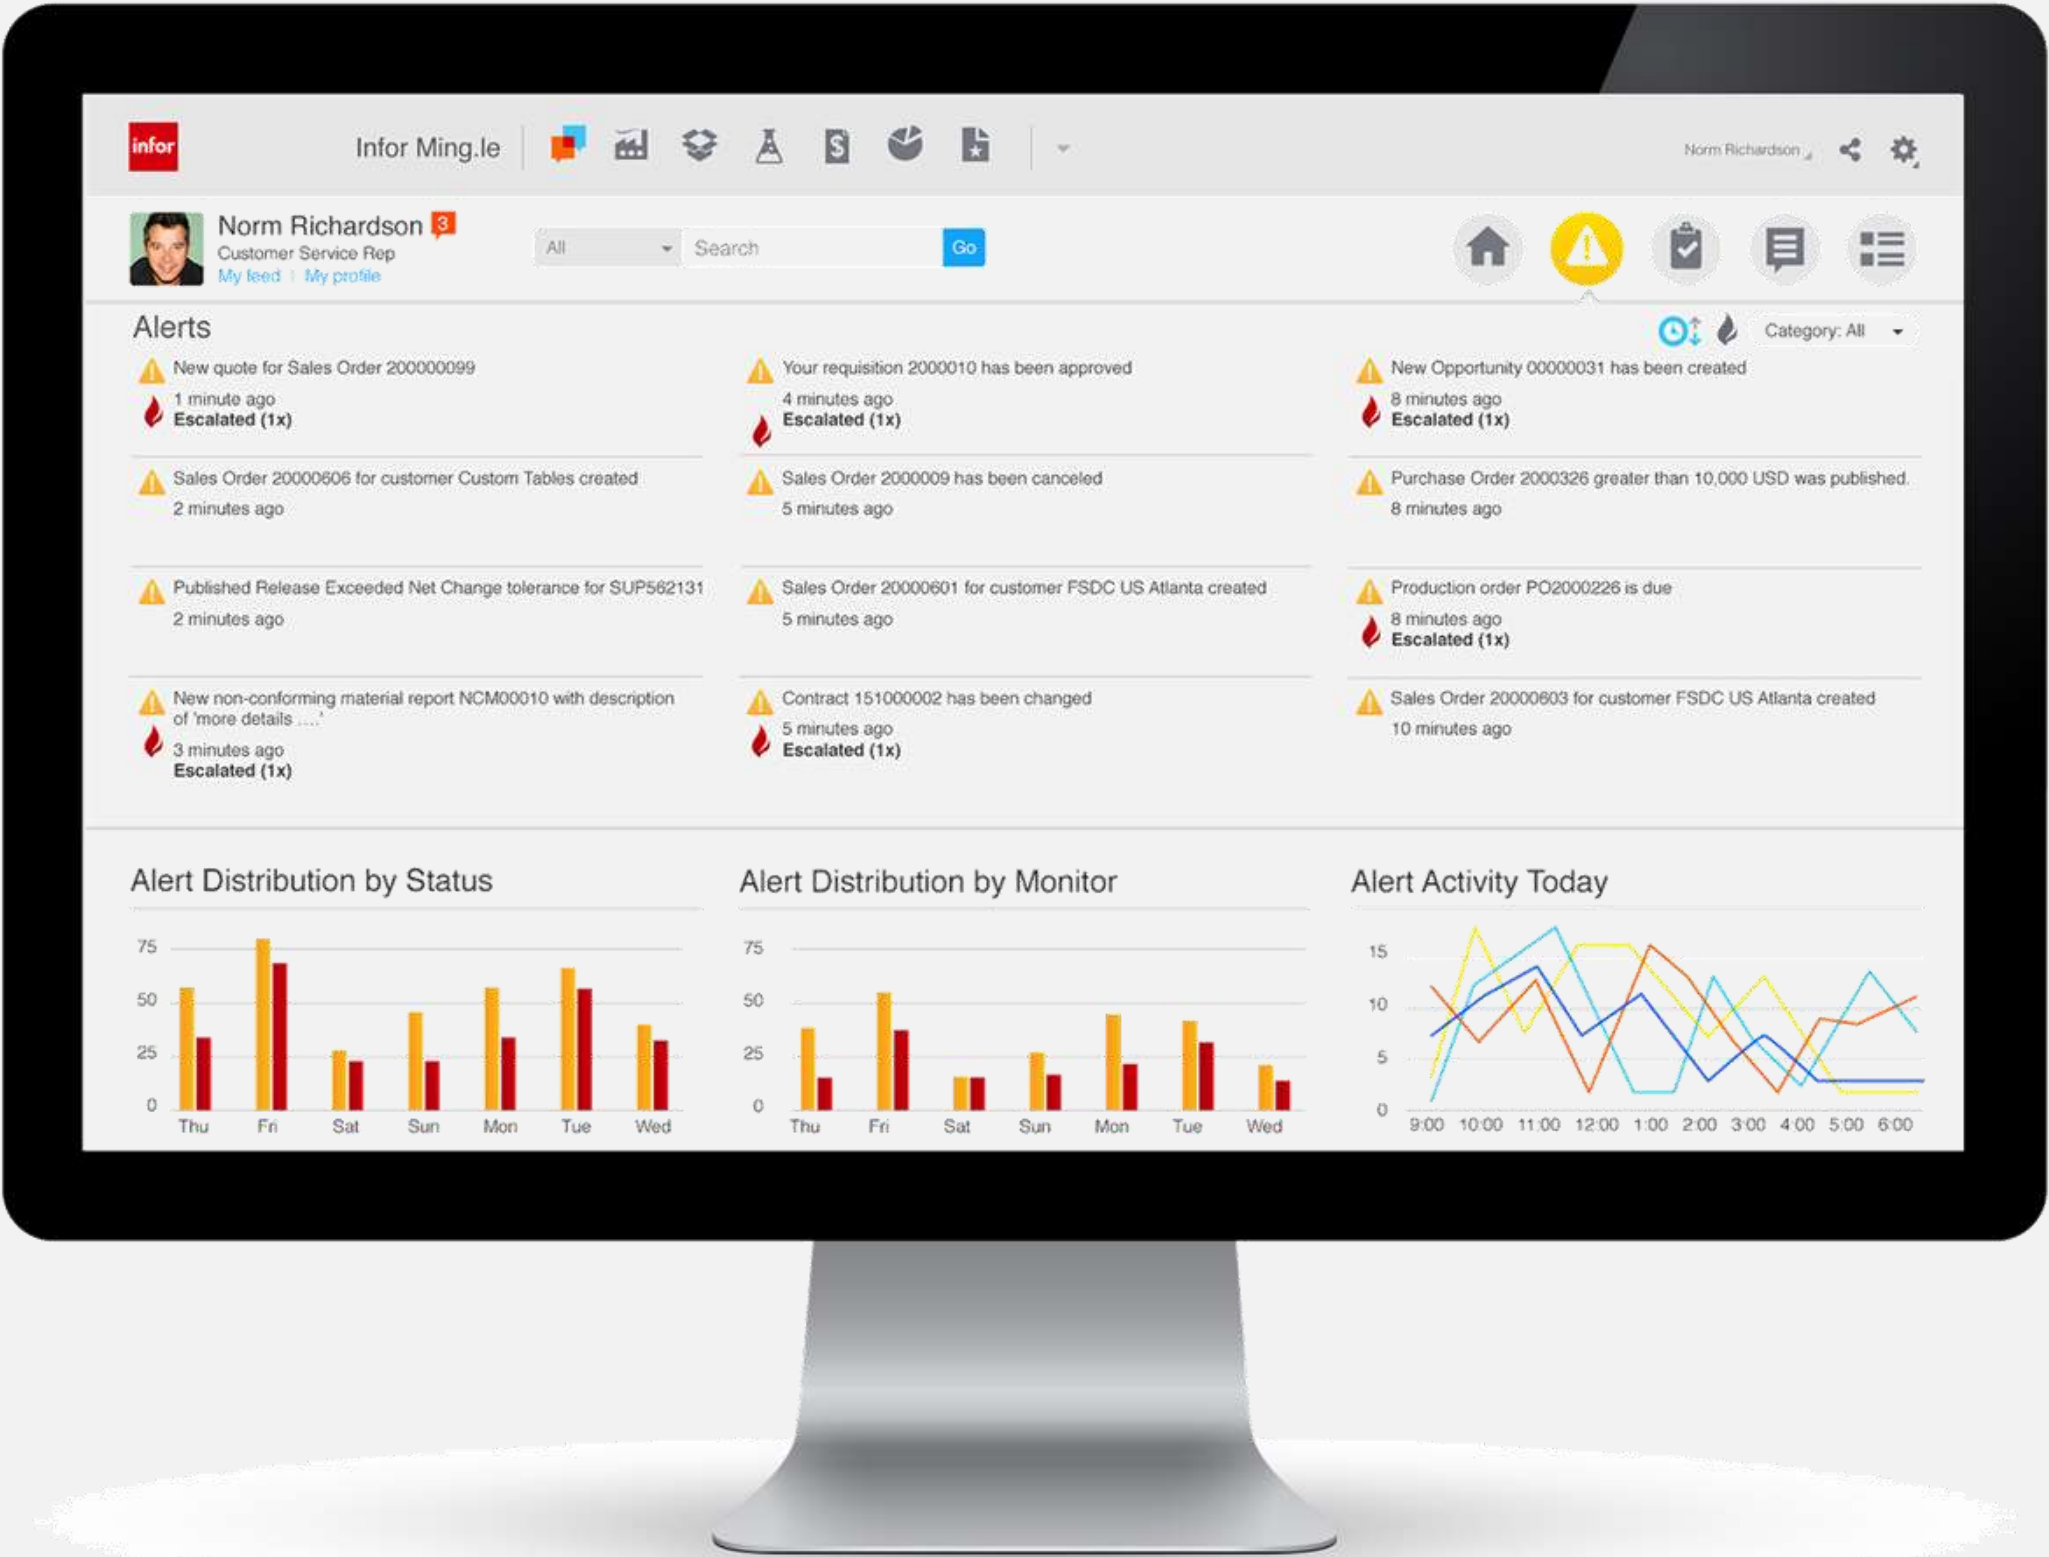 infor
Infor Ming.le
Norm Richardson
Norm Richardson 3
Customer Service Rep
My feed | My profile
All
Search
Go
Alerts
Category: All
New quote for Sales Order 200000099
1 minute ago
Escalated (1x)
Sales Order 20000606 for customer Custom Tables created
2 minutes ago
Published Release Exceeded Net Change tolerance for SUP562131
2 minutes ago
New non-conforming material report NCM00010 with description
of 'more details ....'
3 minutes ago
Escalated (1x)
Your requisition 2000010 has been approved
4 minutes ago
Escalated (1x)
Sales Order 2000009 has been canceled
5 minutes ago
Sales Order 20000601 for customer FSDC US Atlanta created
5 minutes ago
Contract 151000002 has been changed
5 minutes ago
Escalated (1x)
New Opportunity 00000031 has been created
8 minutes ago
Escalated (1x)
Purchase Order 2000326 greater than 10,000 USD was published.
8 minutes ago
Production order PO2000226 is due
8 minutes ago
Escalated (1x)
Sales Order 20000603 for customer FSDC US Atlanta created
10 minutes ago
Alert Distribution by Status
75
50
25
0
Thu Fri Sat Sun Mon Tue Wed
Alert Distribution by Monitor
75
50
25
0
Thu Fri Sat Sun Mon Tue Wed
Alert Activity Today
15
10
5
0
9:00 10:00 11:00 12:00 1:00 2:00 3:00 4:00 5:00 6:00